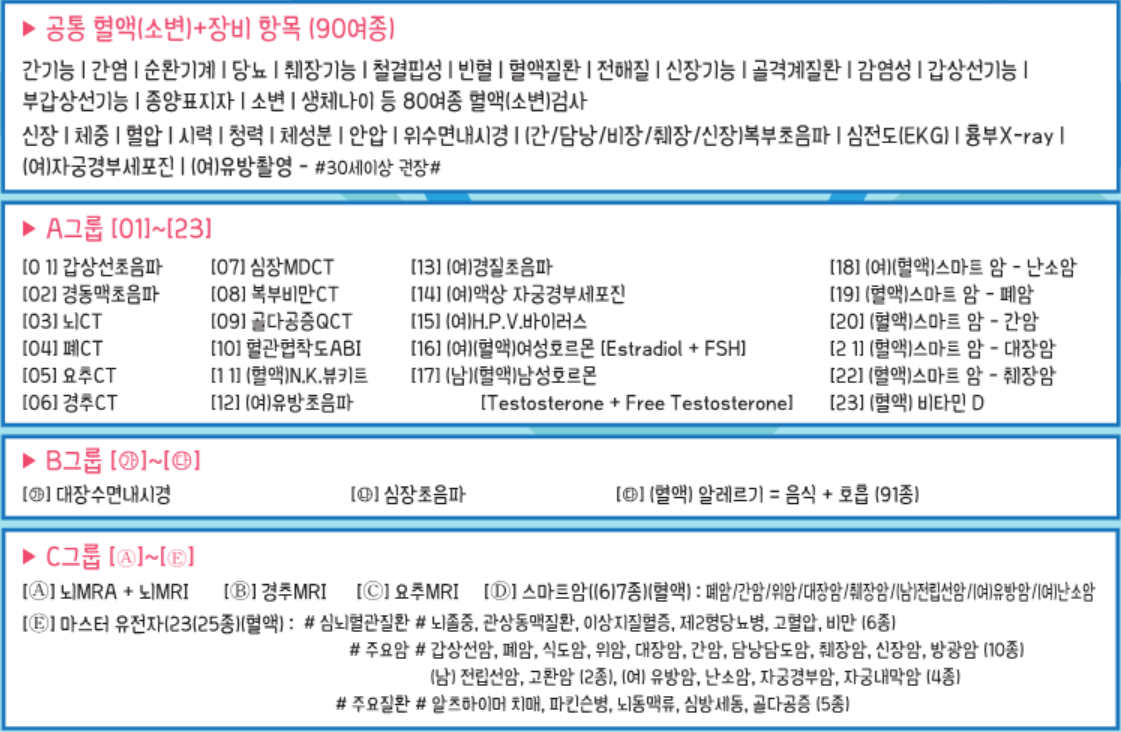 ▶ 공통 혈액(소변)+장비 항목 (90여종)
간기능 | 간염 | 순환기계 | 당뇨 | 췌장기능 | 철결핍성 | 빈혈 | 혈액질환 | 전해질 | 신장기능 | 골격계질환 | 감염성 | 갑상선기능 |
부갑상선기능 | 종양표지자 | 소변 | 생체나이 등 80여종 혈액(소변)검사
신장 | 체중 | 혈압 | 시력 | 청력 | 체성분 | 안압 | 위수면내시경 | (간/담낭/비장/췌장/신장)복부초음파 | 심전도(EKG) | 흉부X-ray |
(여)자궁경부세포진 | (여)유방촬영 - #30세이상 권장#
▶ A그룹 [01]~[23]
[0 1] 갑상선초음파 [07] 심장MDCT [13] (여)경질초음파 [18] (여)(혈액)스마트 암 - 난소암
[02] 경동맥초음파 [08] 복부비만CT [14] (여)액상 자궁경부세포진 [19] (혈액)스마트 암 - 폐암
[03] 뇌CT [09] 골다공증QCT [15] (여)H.P.V.바이러스 [20] (혈액)스마트 암 - 간암
[04] 폐CT [10] 혈관협착도ABI [16] (여)(혈액)여성호르몬 [Estradiol + FSH] [2 1] (혈액)스마트 암 - 대장암
[05] 요추CT [1 1] (혈액)N.K.뷰키트 [17] (남)(혈액)남성호르몬 [22] (혈액)스마트 암 - 췌장암
[06] 경추CT [12] (여)유방초음파 [Testosterone + Free Testosterone] [23] (혈액) 비타민 D
▶ B그룹 [㉮]~[㉰]
[㉮] 대장수면내시경 [㉯] 심장초음파 [㉰] (혈액) 알레르기 = 음식 + 호흡 (91종)
▶ C그룹 [Ⓐ]~[Ⓔ]
[Ⓐ] 뇌MRA + 뇌MRI [Ⓑ] 경추MRI [Ⓒ] 요추MRI [Ⓓ] 스마트암((6)7종)(혈액) : 폐암/간암/위암/대장암/췌장암/(남)전립선암/(여)유방암/(여)난소암
[Ⓔ] 마스터 유전자(23(25종)(혈액) : # 심뇌혈관질환 # 뇌졸중, 관상동맥질환, 이상지질혈증, 제2형당뇨병, 고혈압, 비만 (6종)
# 주요암 # 갑상선암, 폐암, 식도암, 위암, 대장암, 간암, 담낭담도암, 췌장암, 신장암, 방광암 (10종)
(남) 전립선암, 고환암 (2종), (여) 유방암, 난소암, 자궁경부암, 자궁내막암 (4종)
# 주요질환 # 알츠하이머 치매, 파킨슨병, 뇌동맥류, 심방세동, 골다공증 (5종)